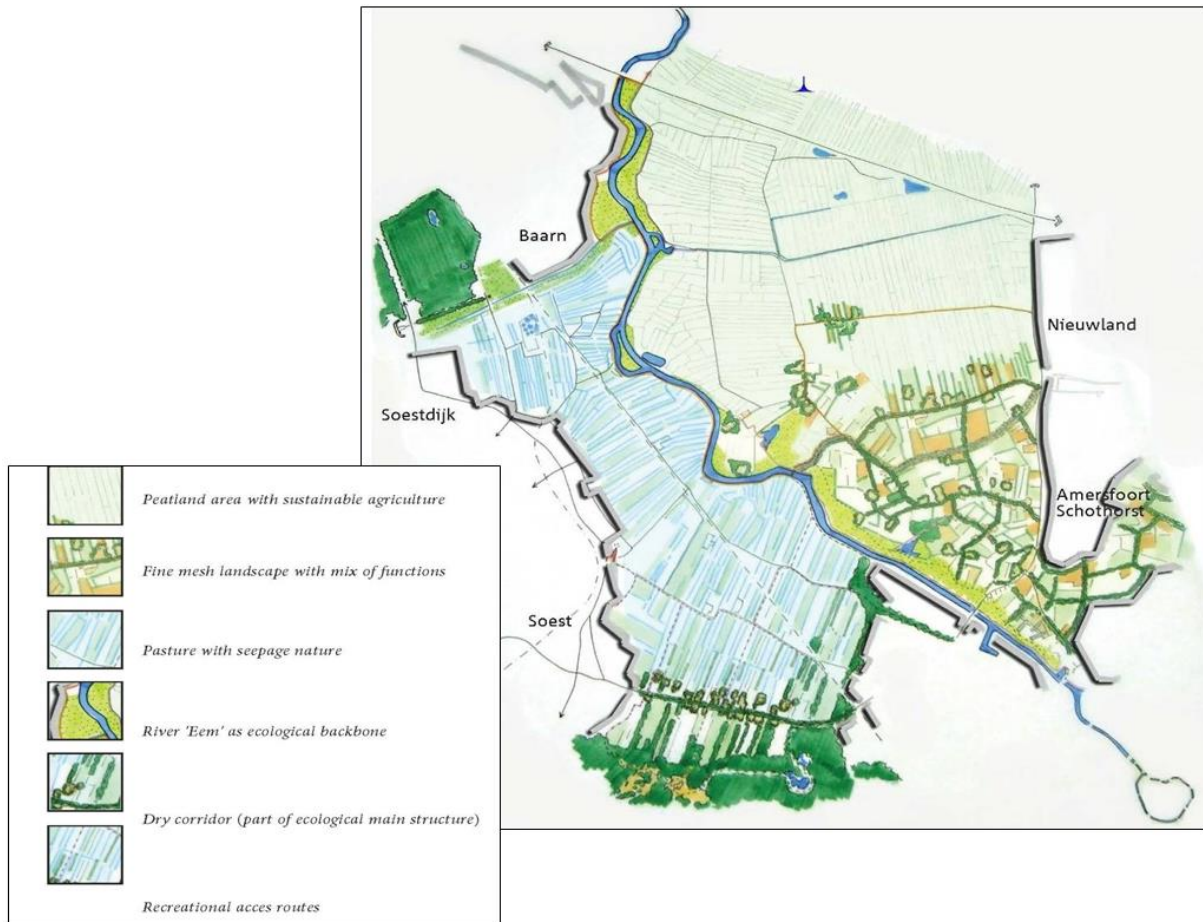 Baarn
Nieuwland
Soestdijk
Amersfoort
Schothorst
Soest
Peatland area with sustainable agriculture
Fine mesh landscape with mix of functions
Pasture with seepage nature
River 'Eem' as ecological backbone
Dry corridor (part of ecological main structure)
Recreational acces routes